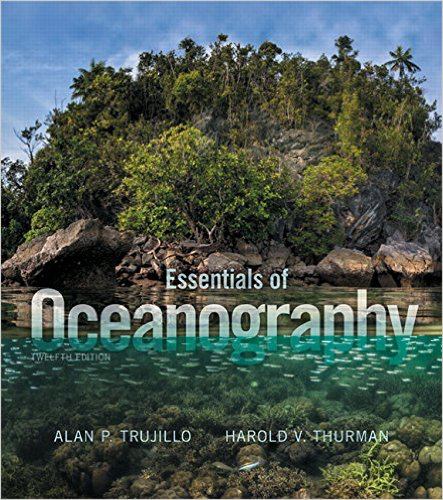 Essentials of
Oceanography
TWELFTH EDITION
ALAN P. TRUJILLO HAROLD V. THURMAN